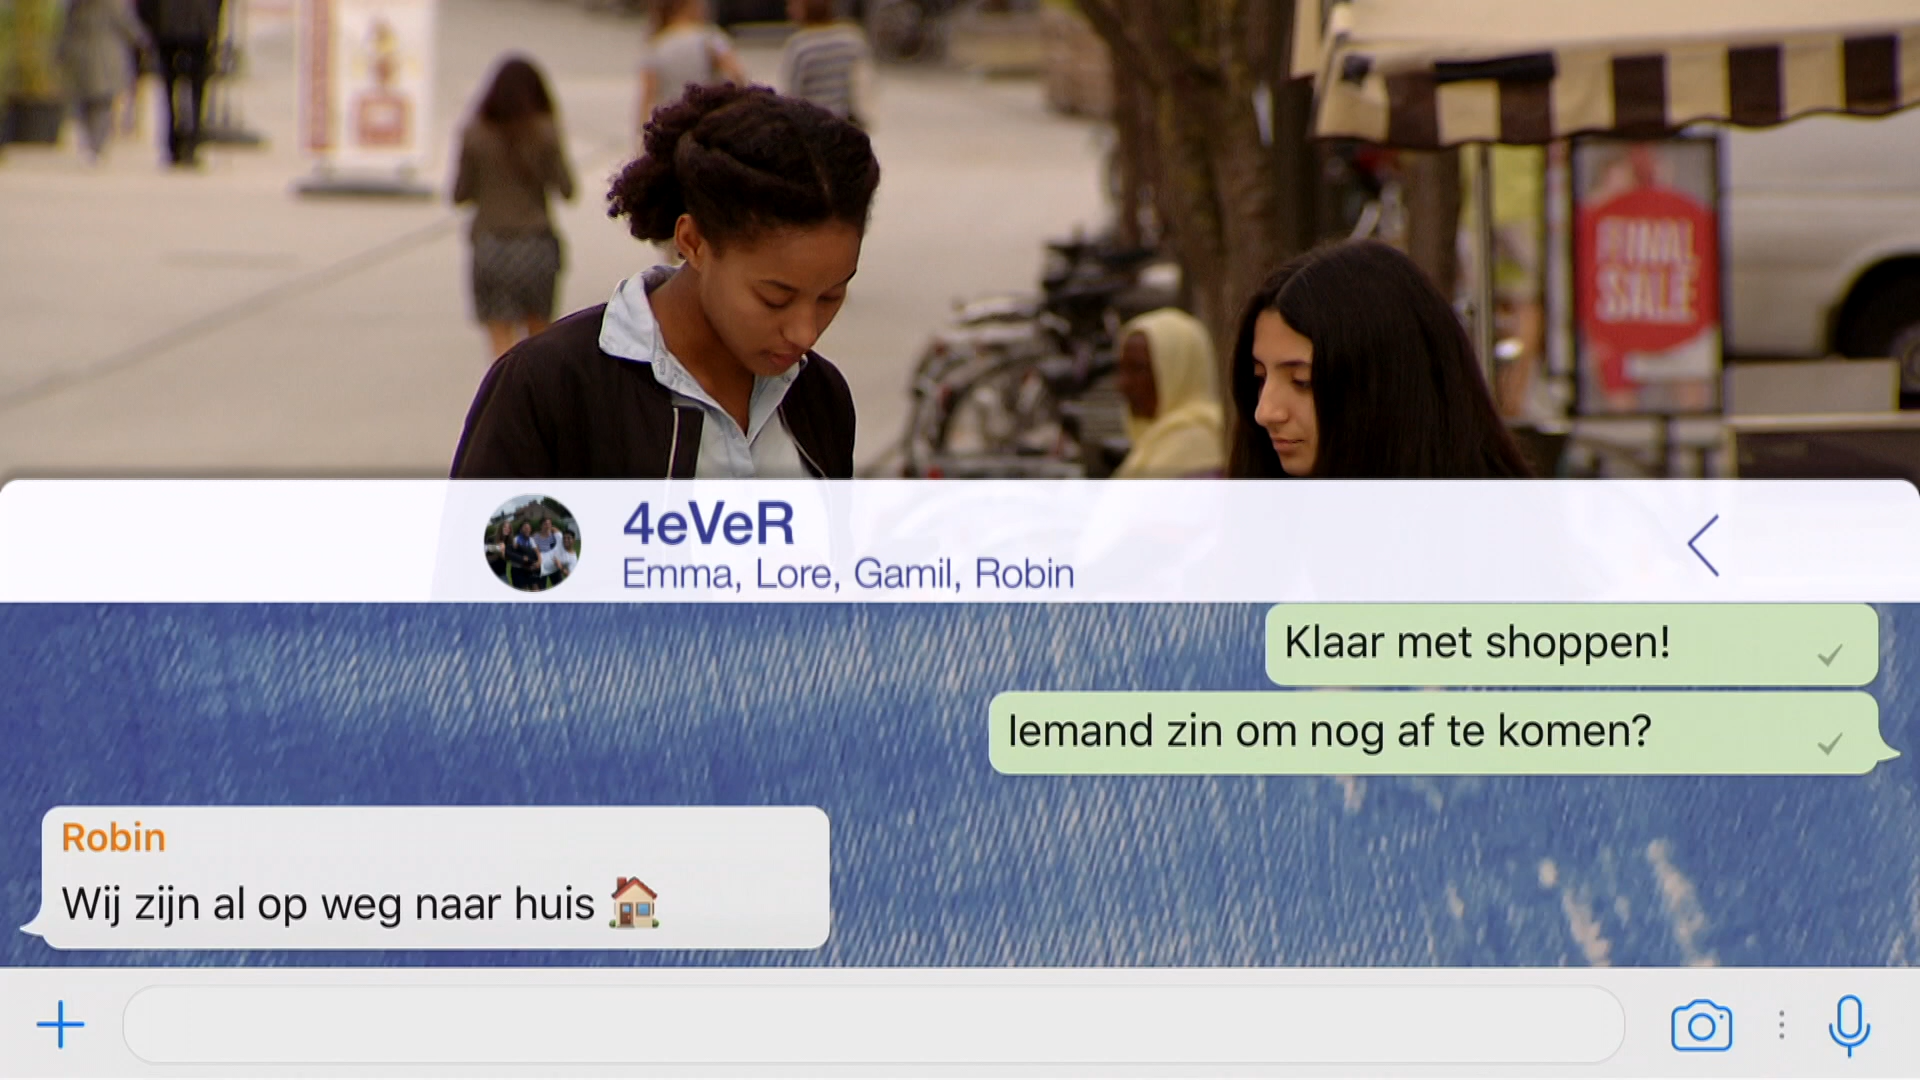 FINAL
SALE
4eVeR
Emma, Lore, Gamil, Robin
Klaar met shoppen!
Iemand zin om nog af te komen?
Robin
Wij zijn al op weg naar huis 🏠